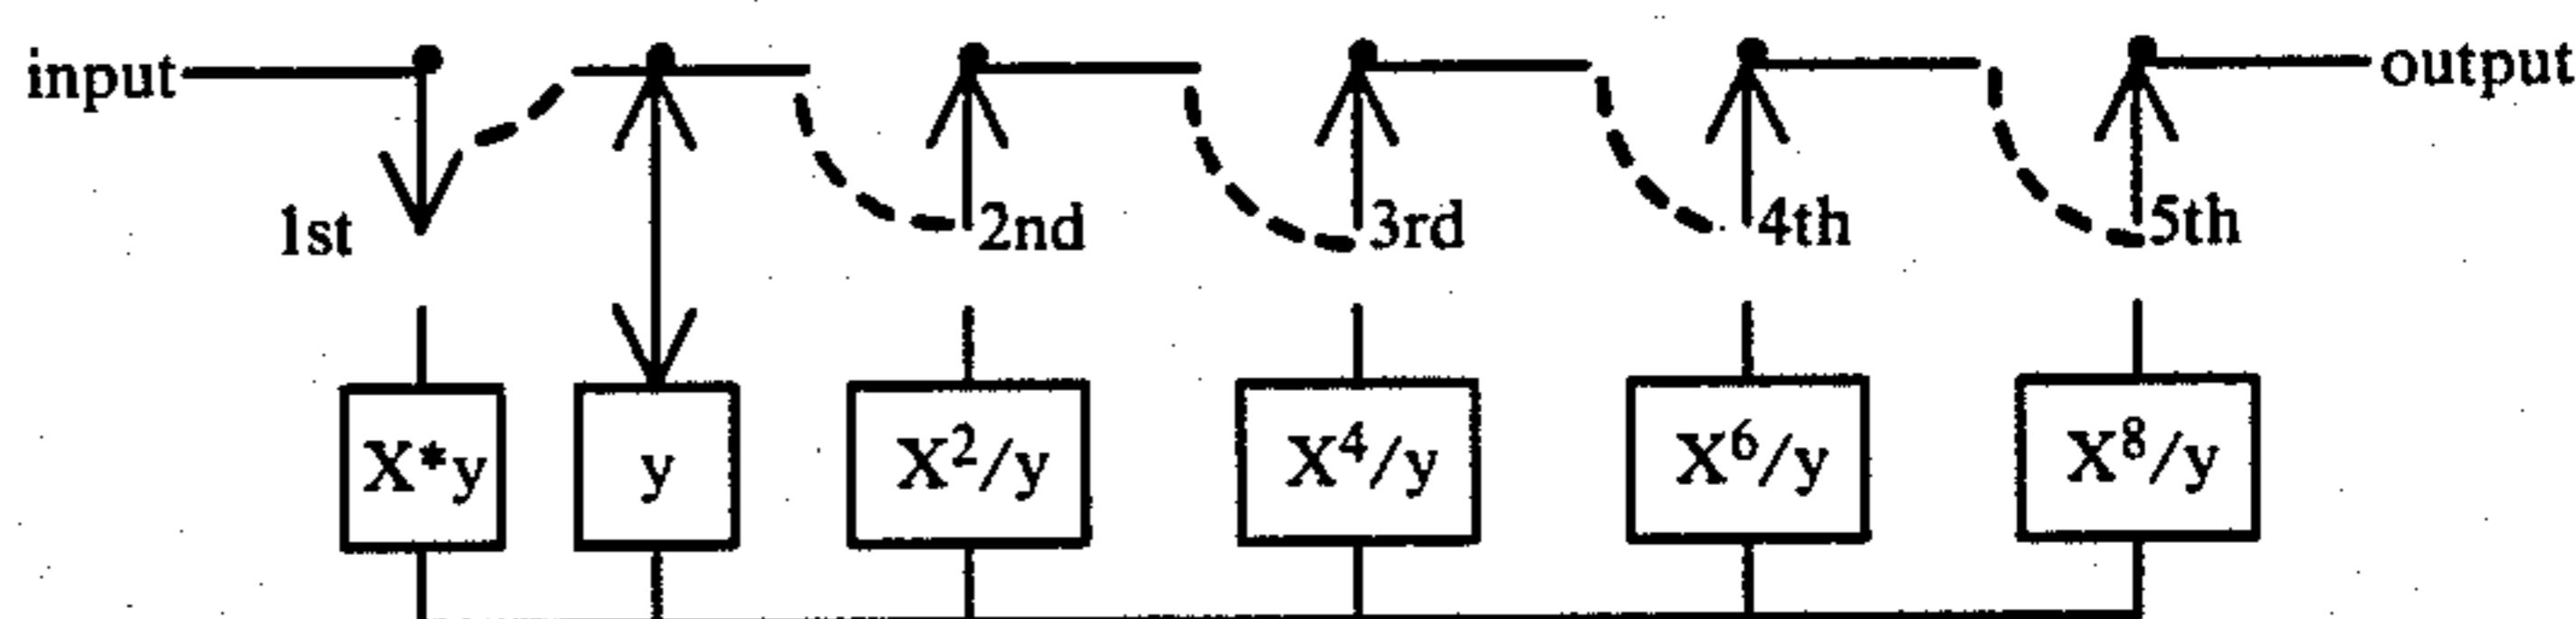 input output
1st 2nd 3rd 4th 5th
X*y y X²/y X⁴/y X⁶/y X⁸/y